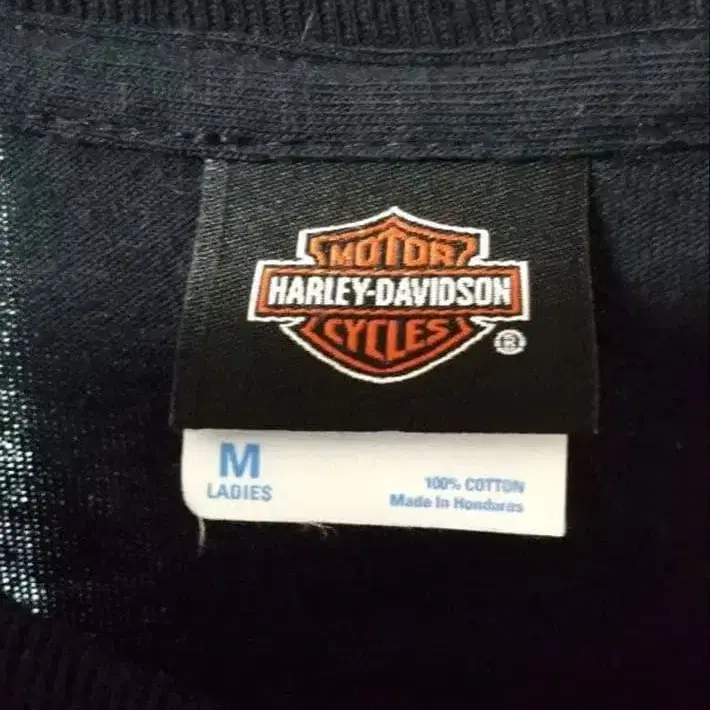 MOTOR
HARLEY-DAVIDSON
CYCLES
®
M
LADIES
100% COTTON
Made In Honduras